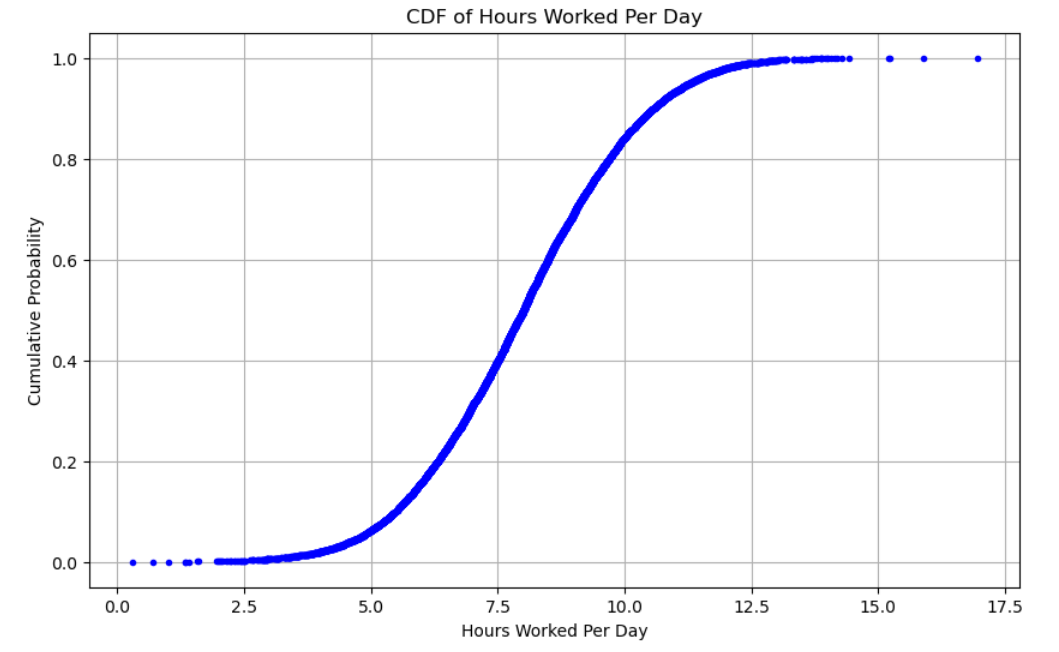 CDF of Hours Worked Per Day
1.0
0.8
0.6
0.4
0.2
0.0
Cumulative Probability
0.0 2.5 5.0 7.5 10.0 12.5 15.0 17.5
Hours Worked Per Day